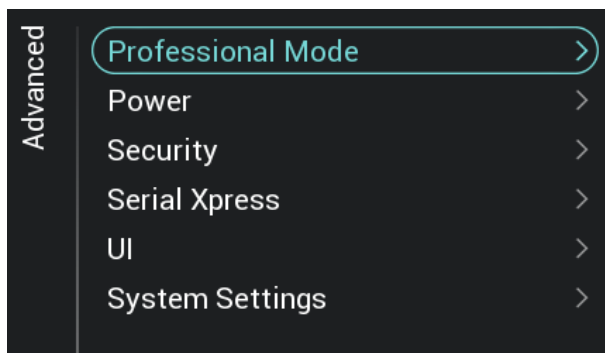 Advanced
Professional Mode
Power
Security
Serial Xpress
UI
System Settings